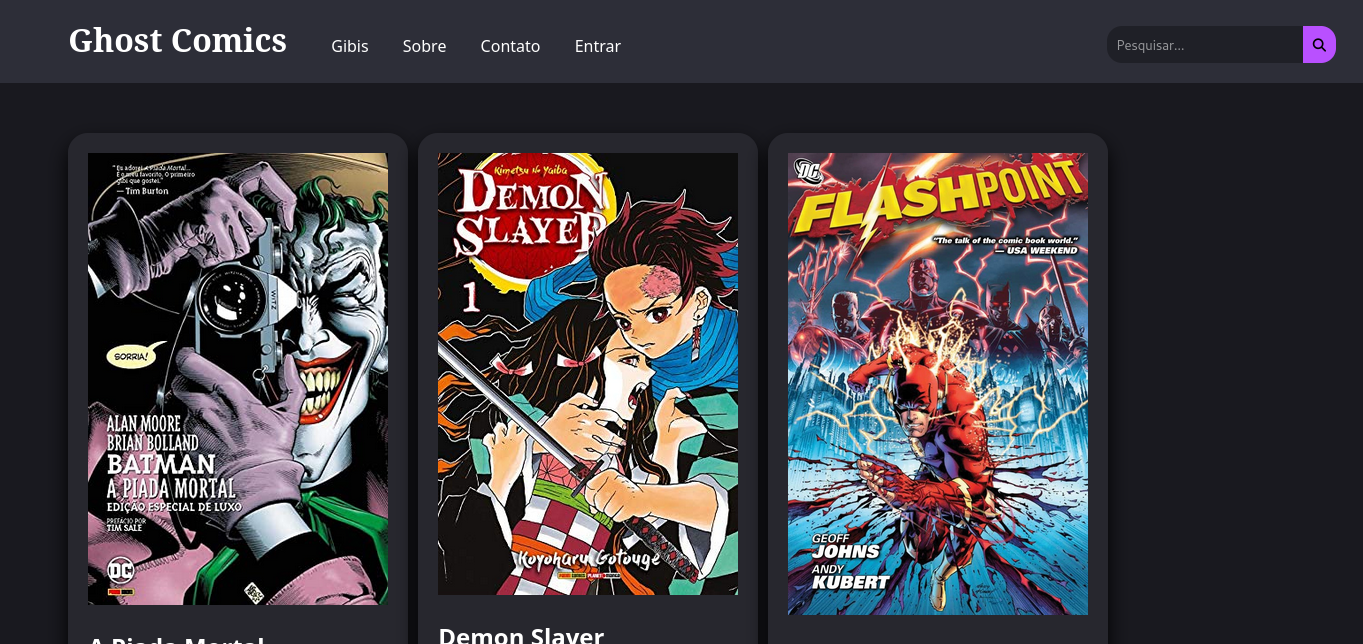 Ghost Comics
Gibis
Sobre
Contato
Entrar
Pesquisar...
"Eu adorei A Piada Mortal...
É o meu favorito. O primeiro
gibi que gostei."
— Tim Burton
WITZ
SORRIA!
ALAN MOORE
BRIAN BOLLAND
BATMAN
A PIADA MORTAL
EDIÇÃO ESPECIAL DE LUXO
PREFÁCIO POR
TIM SALE
DC
A Piada Mortal
Kimetsu No Yaiba
DEMON
SLAYER
1
Koyoharu Gotouge
Demon Slayer
DC
FLASHPOINT
"The talk of the comic book world."
— USA WEEKEND
GEOFF
JOHNS
ANDY
KUBERT